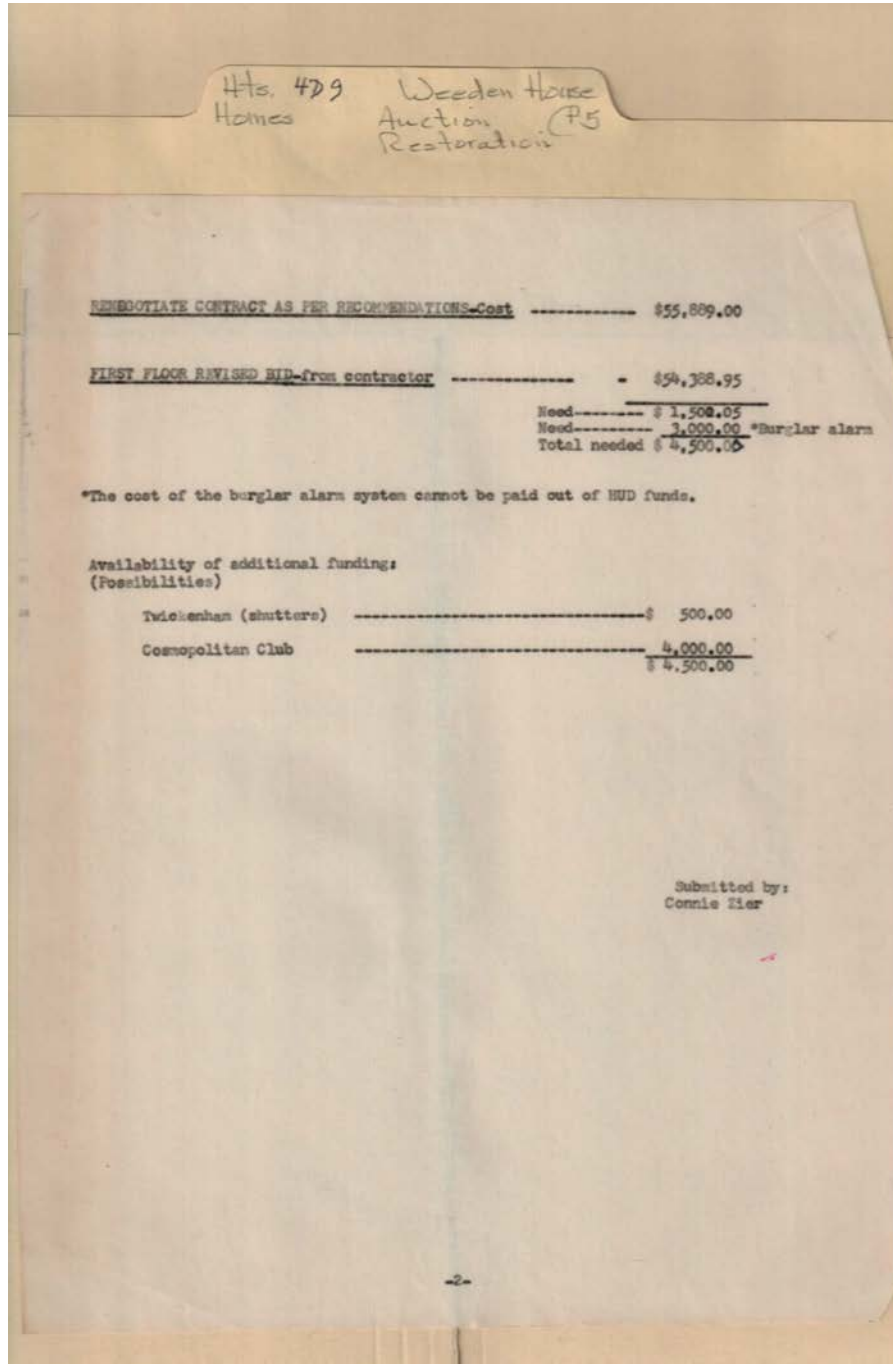 Hts. 4D9 Weeden House
Homes Auction (P5
Restoration
RENEGOTIATE CONTRACT AS PER RECOMMENDATIONS-Cost ------------ $55,889.00
FIRST FLOOR REVISED BID-from contractor -------------- - $54,388.95
Need-------- $ 1,500.05
Need--------- 3,000.00 *Burglar alarm
Total needed $ 4,500.05
*The cost of the burglar alarm system cannot be paid out of HUD funds.
Availability of additional funding:
(Possibilities)
Twickenham (shutters) --------------------------------$ 500.00
Cosmopolitan Club -------------------------------- 4,000.00
$ 4,500.00
Submitted by:
Connie Zier
-2-